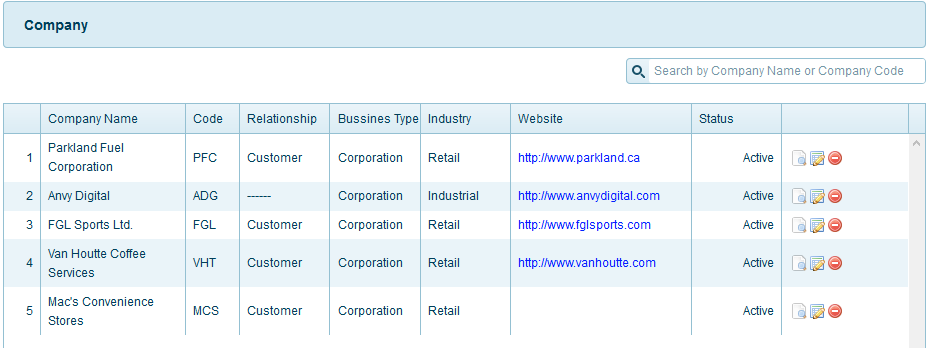 Company
Search by Company Name or Company Code
Company Name Code Relationship Bussines Type Industry Website Status
1 Parkland Fuel Corporation PFC Customer Corporation Retail http://www.parkland.ca Active
2 Anvy Digital ADG ------ Corporation Industrial http://www.anvydigital.com Active
3 FGL Sports Ltd. FGL Customer Corporation Retail http://www.fglsports.com Active
4 Van Houtte Coffee Services VHT Customer Corporation Retail http://www.vanhoutte.com Active
5 Mac's Convenience Stores MCS Customer Corporation Retail Active